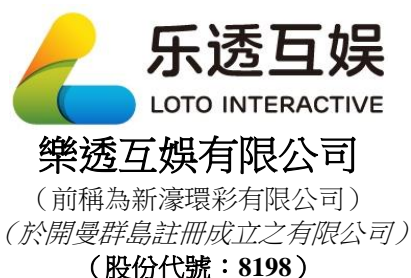 乐透互娱
LOTO INTERACTIVE
樂透互娛有限公司
（前稱為新濠環彩有限公司）
（於開曼群島註冊成立之有限公司）
（股份代號：8198）